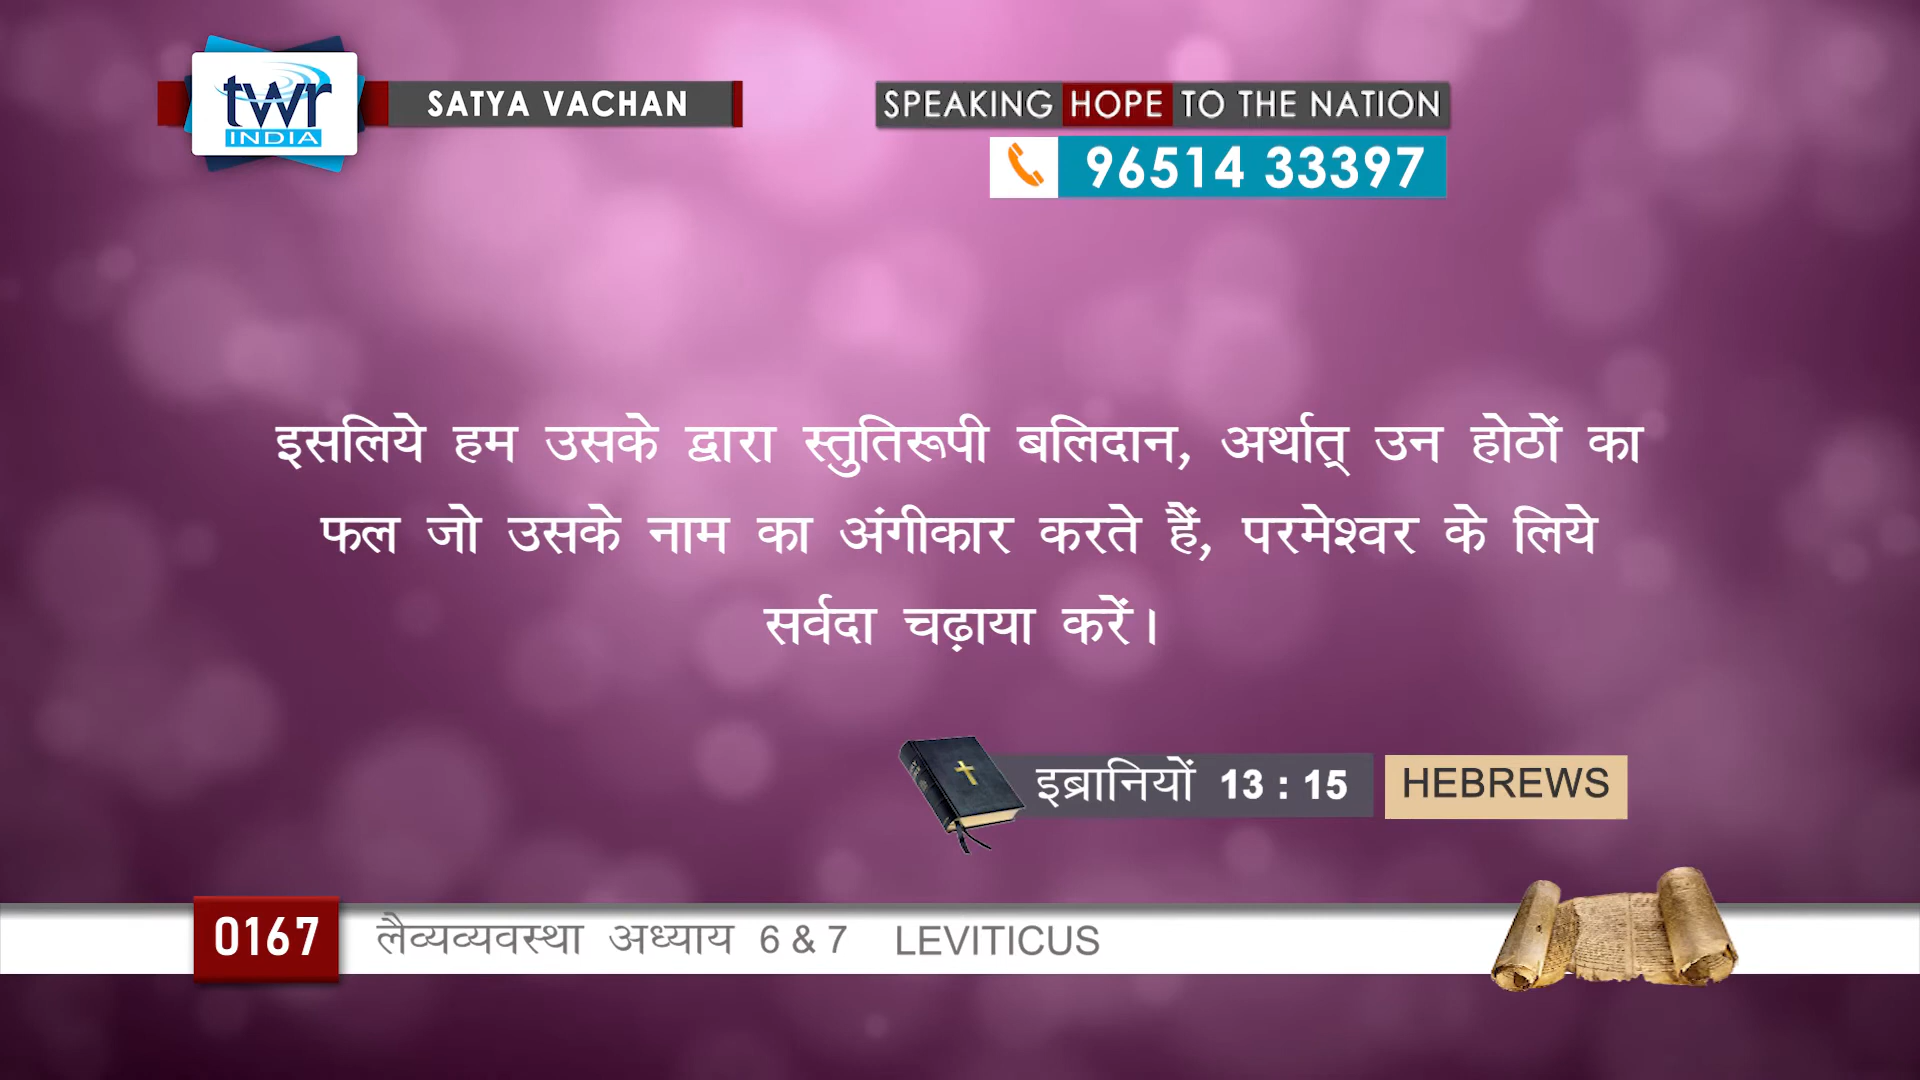 twr
INDIA
SATYA VACHAN
SPEAKING HOPE TO THE NATION
96514 33397
इसलिये हम उसके द्वारा स्तुतिरूपी बलिदान, अर्थात् उन होठों का
फल जो उसके नाम का अंगीकार करते हैं, परमेश्वर के लिये
सर्वदा चढ़ाया करें।
इब्रानियों 13 : 15 HEBREWS
0167 लैव्यव्यवस्था अध्याय 6 & 7 LEVITICUS